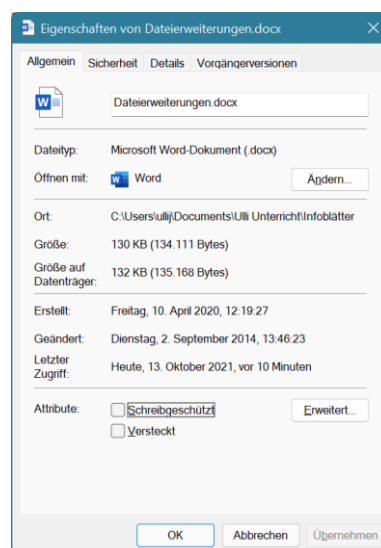 Eigenschaften von Dateierweiterungen.docx
Allgemein Sicherheit Details Vorgängerversionen
Dateierweiterungen.docx
Dateityp: Microsoft Word-Dokument (.docx)
Öffnen mit: Word Ändern...
Ort: C:\Users\ullij\Documents\Ulli Unterricht\Infoblätter
Größe: 130 KB (134.111 Bytes)
Größe auf
Datenträger: 132 KB (135.168 Bytes)
Erstellt: Freitag, 10. April 2020, 12:19:27
Geändert: Dienstag, 2. September 2014, 13:46:23
Letzter
Zugriff: Heute, 13. Oktober 2021, vor 10 Minuten
Attribute: Schreibgeschützt Erweitert...
Versteckt
OK Abbrechen Übernehmen